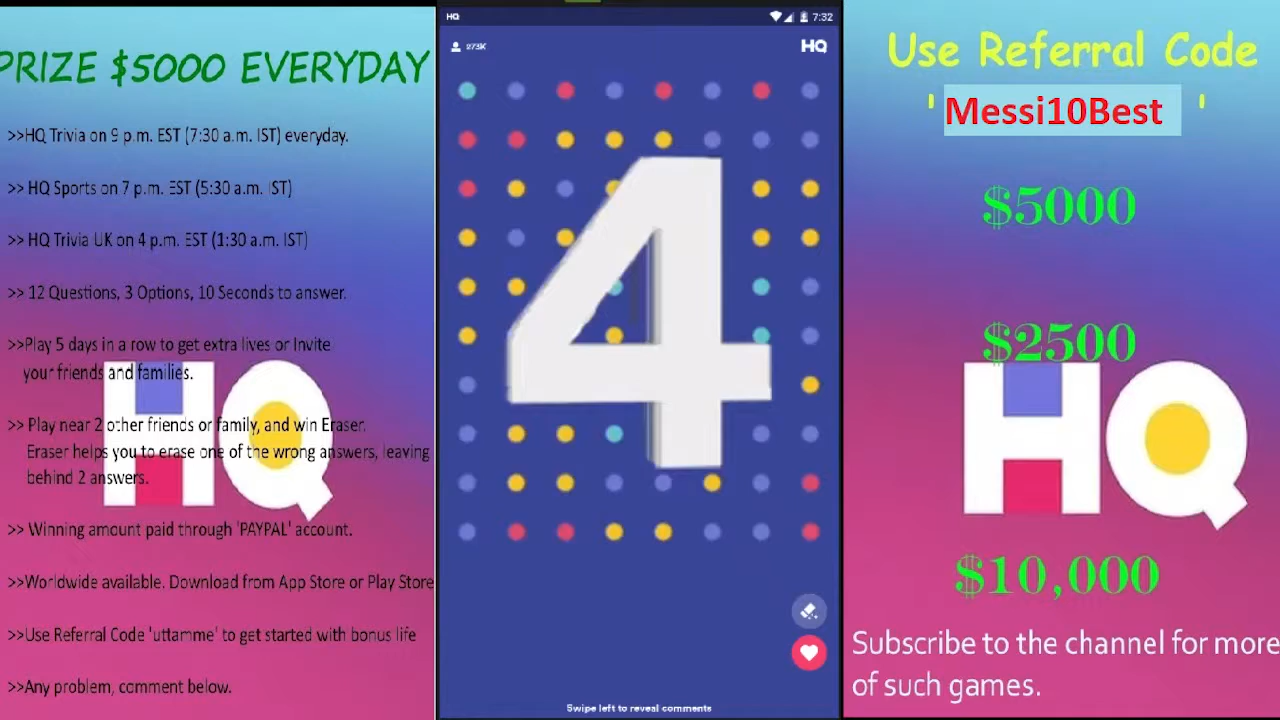 PRIZE $5000 EVERYDAY
>>HQ Trivia on 9 p.m. EST (7:30 a.m. IST) everyday.
>> HQ Sports on 7 p.m. EST (5:30 a.m. IST)
>> HQ Trivia UK on 4 p.m. EST (1:30 a.m. IST)
>> 12 Questions, 3 Options, 10 Seconds to answer.
>>Play 5 days in a row to get extra lives or Invite
your friends and families.
>> Play near 2 other friends or family, and win Eraser.
Eraser helps you to erase one of the wrong answers, leaving
behind 2 answers.
>> Winning amount paid through 'PAYPAL' account.
>>Worldwide available. Download from App Store or Play Store
>>Use Referral Code 'uttamme' to get started with bonus life
>>Any problem, comment below.
HQ
HQ
7:32
273K
HQ
4
Swipe left to reveal comments
Use Referral Code
' Messi10Best '
$5000
$2500
HQ
$10,000
Subscribe to the channel for more
of such games.